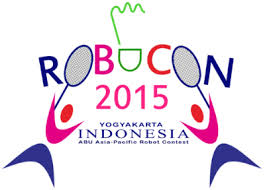 ROBOCON
2015
YOGYAKARTA
INDONESIA
ABU Asia-Pacific Robot Contest